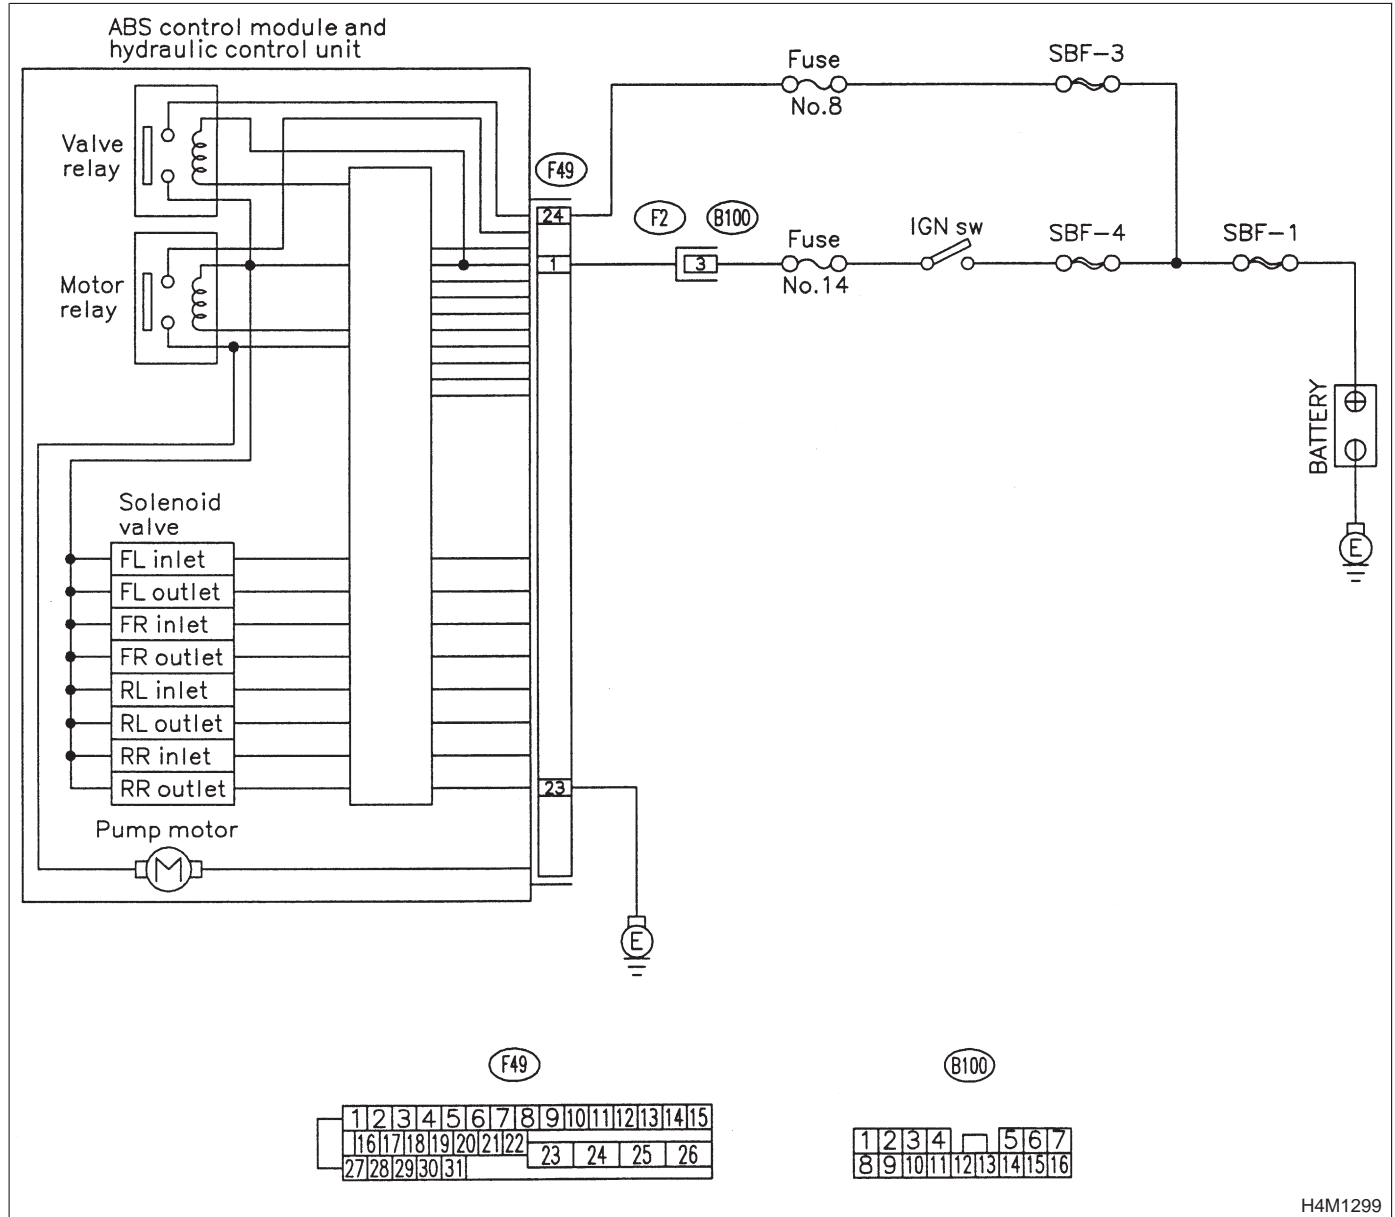 ABS control module and
hydraulic control unit
Valve
relay
Motor
relay
Fuse
No.8
SBF-3
F49
24
F2
B100
1
3
Fuse
No.14
IGN sw
SBF-4
SBF-1
BATTERY
E
Solenoid
valve
FL inlet
FL outlet
FR inlet
FR outlet
RL inlet
RL outlet
RR inlet
RR outlet
23
Pump motor
M
E
F49
1 2 3 4 5 6 7 8 9 10 11 12 13 14 15
16 17 18 19 20 21 22
23 24 25 26
27 28 29 30 31
B100
1 2 3 4 5 6 7
8 9 10 11 12 13 14 15 16
H4M1299